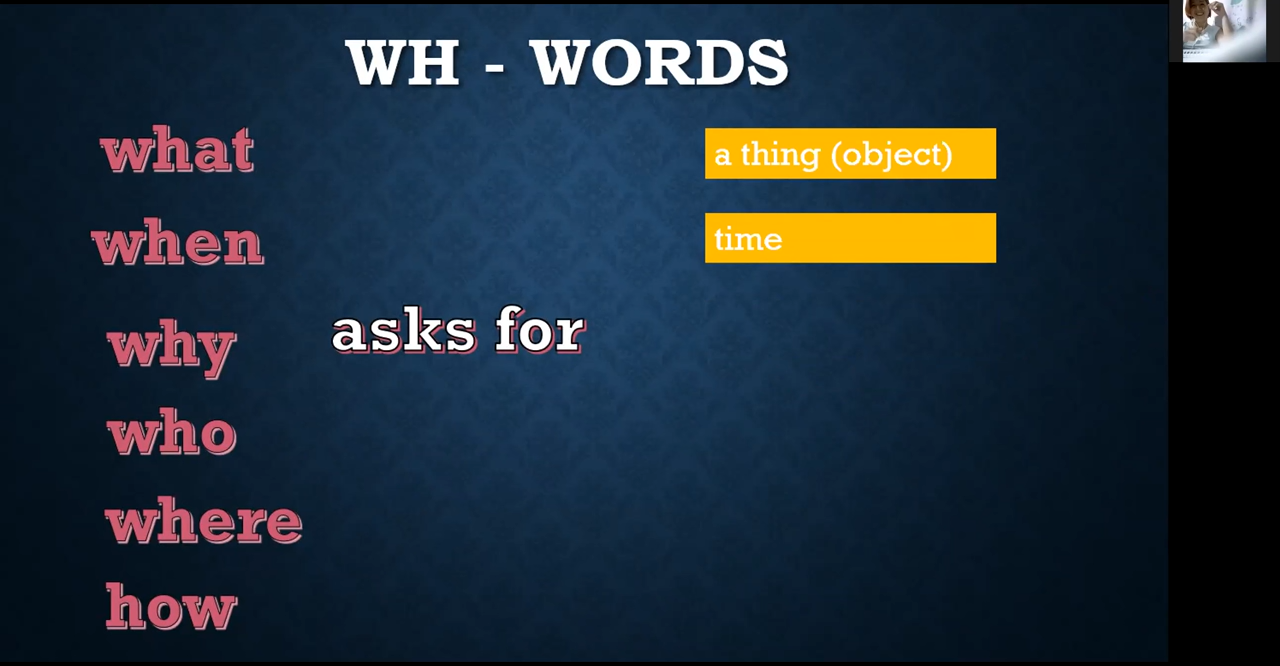 WH - WORDS
what
a thing (object)
when
time
why
asks for
who
where
how